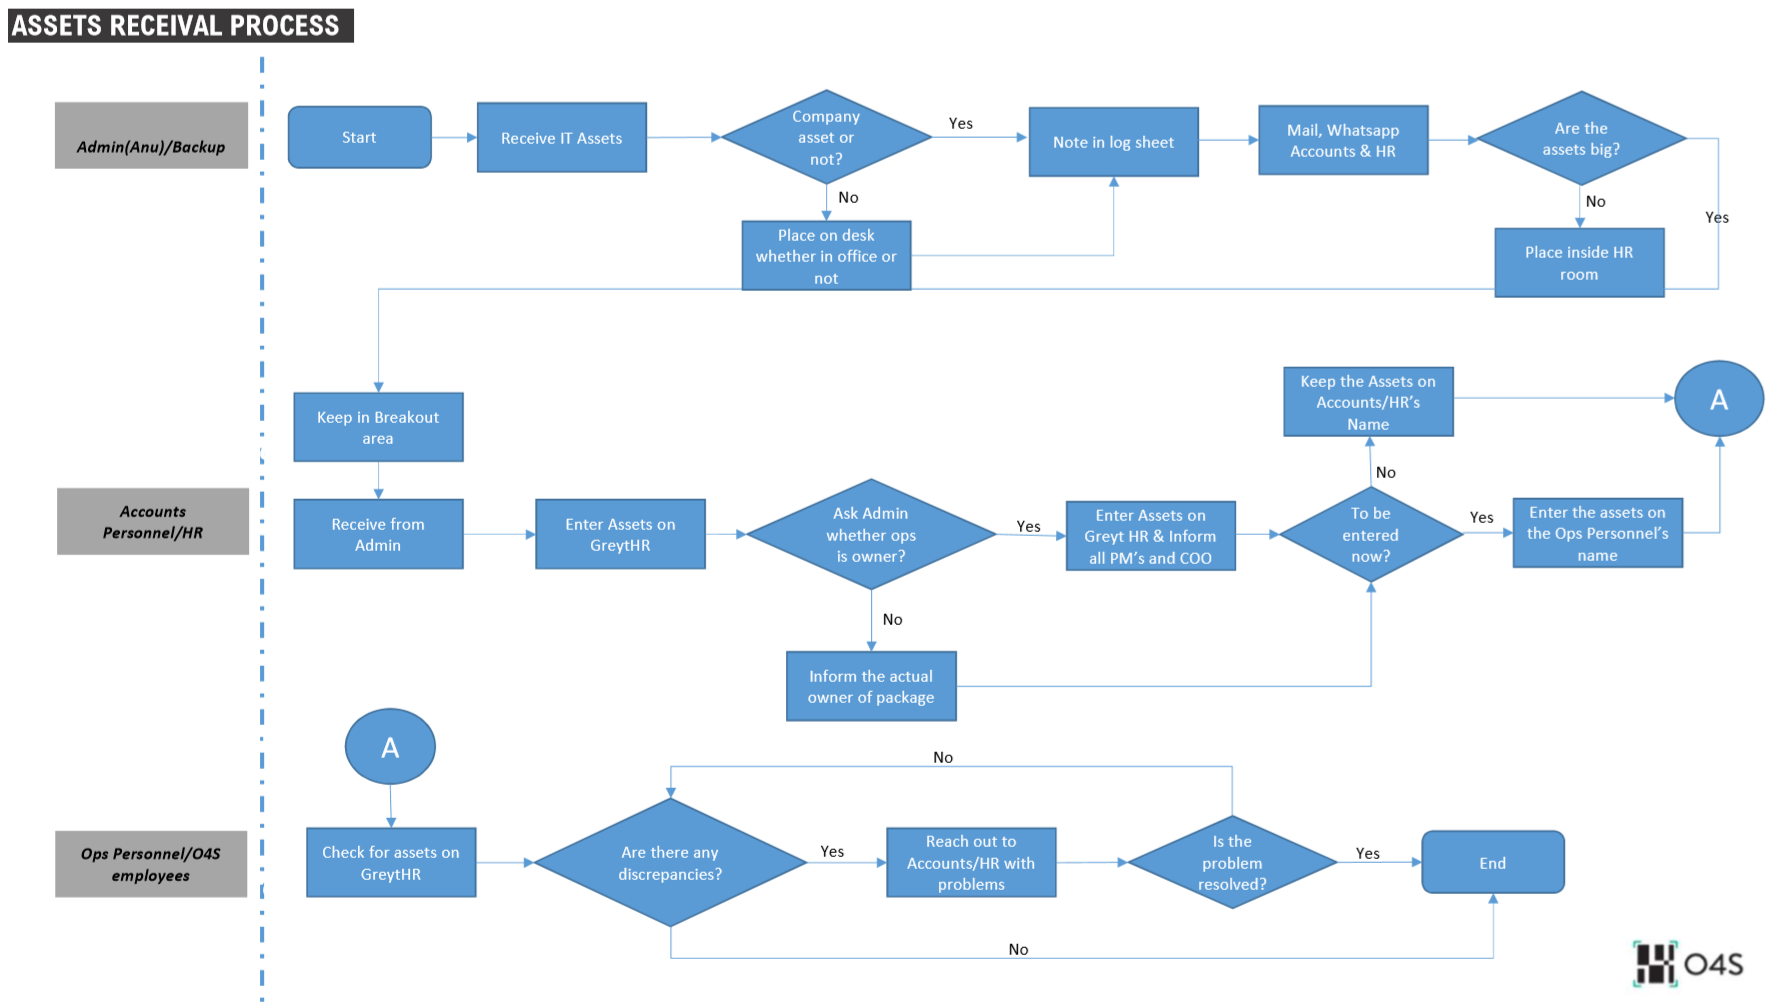 ASSETS RECEIVAL PROCESS
Admin(Anu)/Backup
Start
Receive IT Assets
Company
asset or
not?
Yes
No
Place on desk
whether in office or
not
Note in log sheet
Mail, Whatsapp
Accounts & HR
Are the
assets big?
No
Yes
Place inside HR
room
Keep in Breakout
area
Accounts
Personnel/HR
Receive from
Admin
Enter Assets on
GreytHR
Ask Admin
whether ops
is owner?
Yes
No
Inform the actual
owner of package
Enter Assets on
Greyt HR & Inform
all PM's and COO
To be
entered
now?
No
Keep the Assets on
Accounts/HR's
Name
Yes
Enter the assets on
the Ops Personnel's
name
A
A
Ops Personnel/O4S
employees
Check for assets on
GreytHR
Are there any
discrepancies?
Yes
Reach out to
Accounts/HR with
problems
No
Is the
problem
resolved?
Yes
End
No
O4S